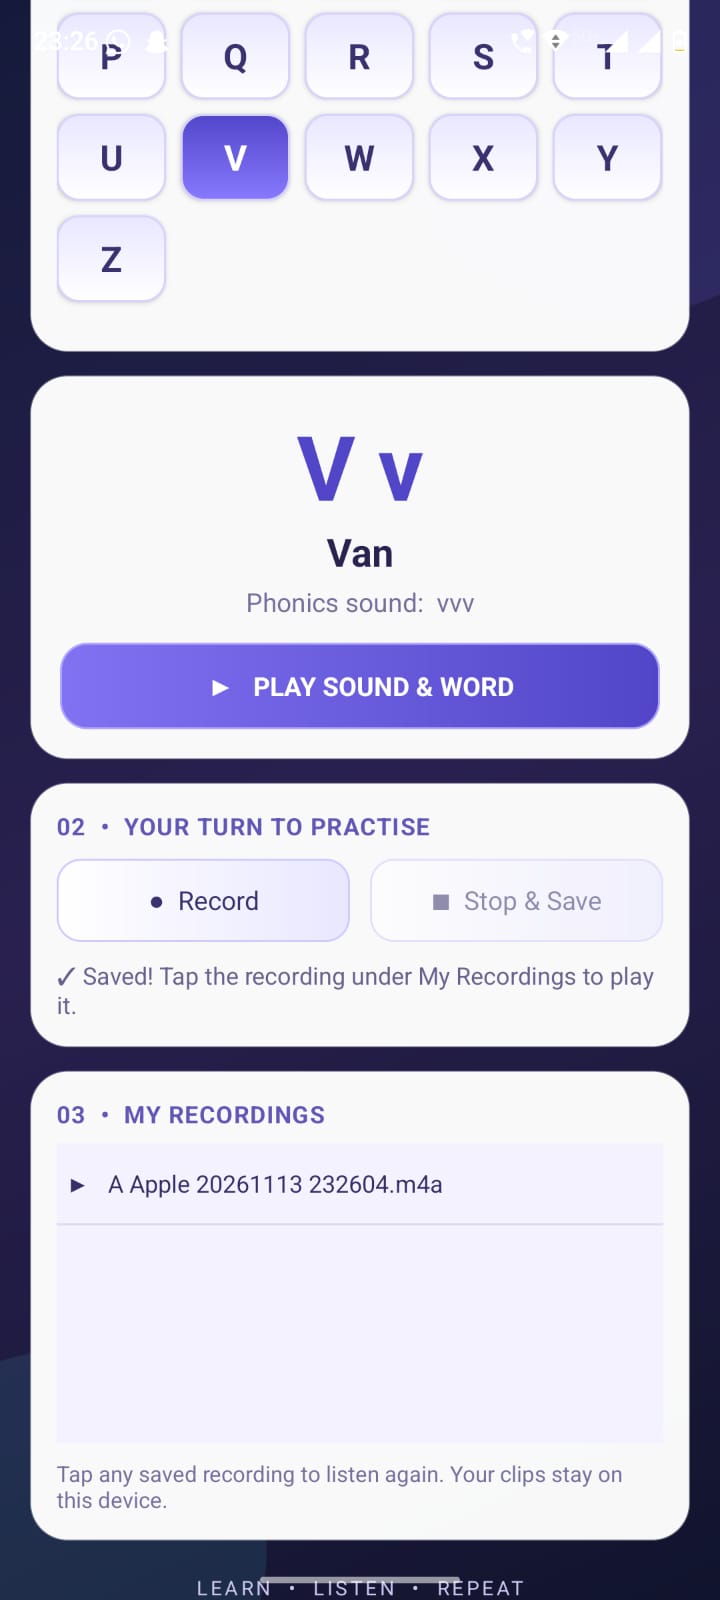 23:26
P Q R S T
U V W X Y
Z
V v
Van
Phonics sound: vvv
► PLAY SOUND & WORD
02 • YOUR TURN TO PRACTISE
● Record ■ Stop & Save
✓ Saved! Tap the recording under My Recordings to play
it.
03 • MY RECORDINGS
► A Apple 20261113 232604.m4a
Tap any saved recording to listen again. Your clips stay on
this device.
LEARN • LISTEN • REPEAT